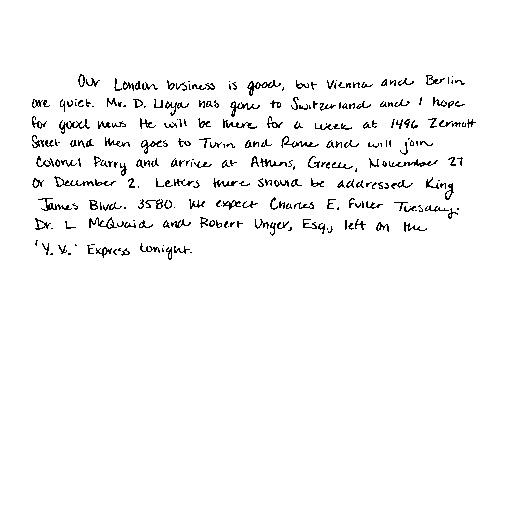 Our London business is good, but Vienna and Berlin
are quiet. Mr. D. Lloyd has gone to Switzerland and I hope
for good news He will be there for a week at 1496 Zermott
Street and then goes to Turin and Rome and will join
Colonel Parry and arrive at Athens, Greece, November 27
or December 2. Letters there should be addressed King
James Blvd. 3580. We expect Charles E. Fuller Tuesday.
Dr. L McQuaid and Robert Unger, Esq., left on the
'Y. X.' Express tonight.